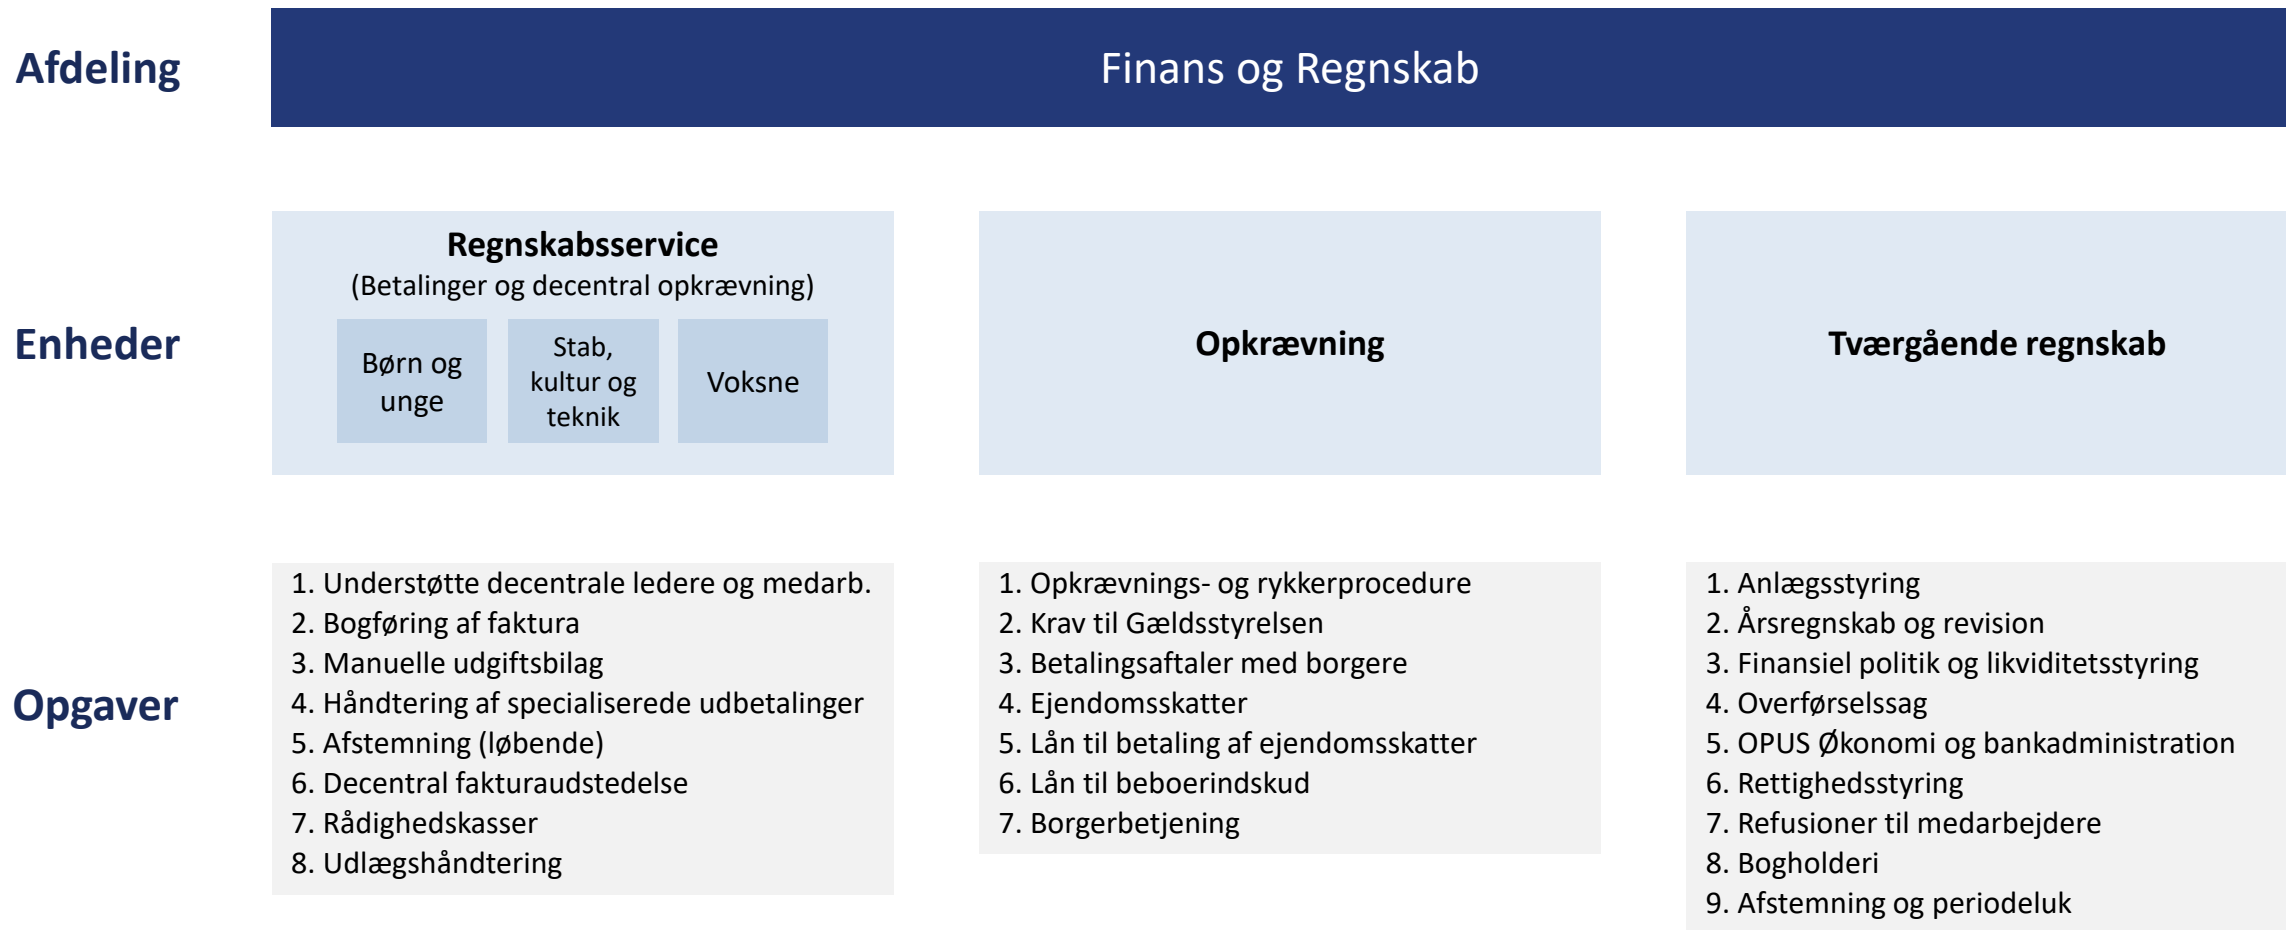 Afdeling
Finans og Regnskab
Enheder
Regnskabsservice
(Betalinger og decentral opkrævning)
Børn og
unge
Stab,
kultur og
teknik
Voksne
Opkrævning
Tværgående regnskab
Opgaver
1. Understøtte decentrale ledere og medarb.
2. Bogføring af faktura
3. Manuelle udgiftsbilag
4. Håndtering af specialiserede udbetalinger
5. Afstemning (løbende)
6. Decentral fakturaudstedelse
7. Rådighedskasser
8. Udlægshåndtering
1. Opkrævnings- og rykkerprocedure
2. Krav til Gældsstyrelsen
3. Betalingsaftaler med borgere
4. Ejendomsskatter
5. Lån til betaling af ejendomsskatter
6. Lån til beboerindskud
7. Borgerbetjening
1. Anlægsstyring
2. Årsregnskab og revision
3. Finansiel politik og likviditetsstyring
4. Overførselssag
5. OPUS Økonomi og bankadministration
6. Rettighedsstyring
7. Refusioner til medarbejdere
8. Bogholderi
9. Afstemning og periodeluk